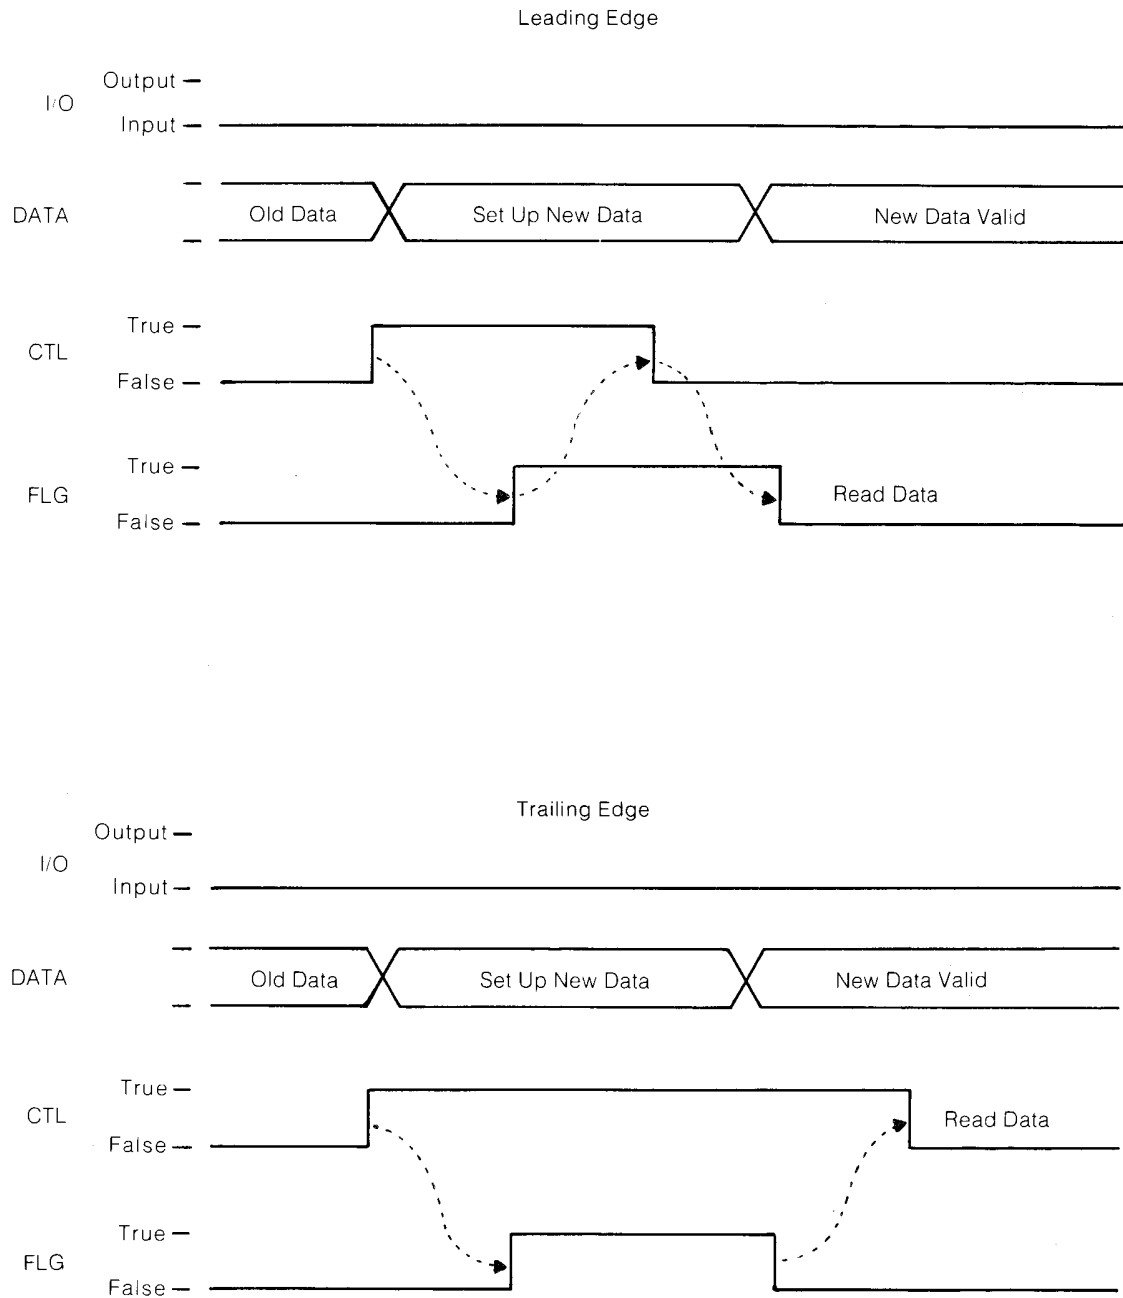 Leading Edge
Output
I/O
Input
DATA
Old Data
Set Up New Data
New Data Valid
True
CTL
False
True
FLG
Read Data
False
Trailing Edge
Output
I/O
Input
DATA
Old Data
Set Up New Data
New Data Valid
True
CTL
Read Data
False
True
FLG
False